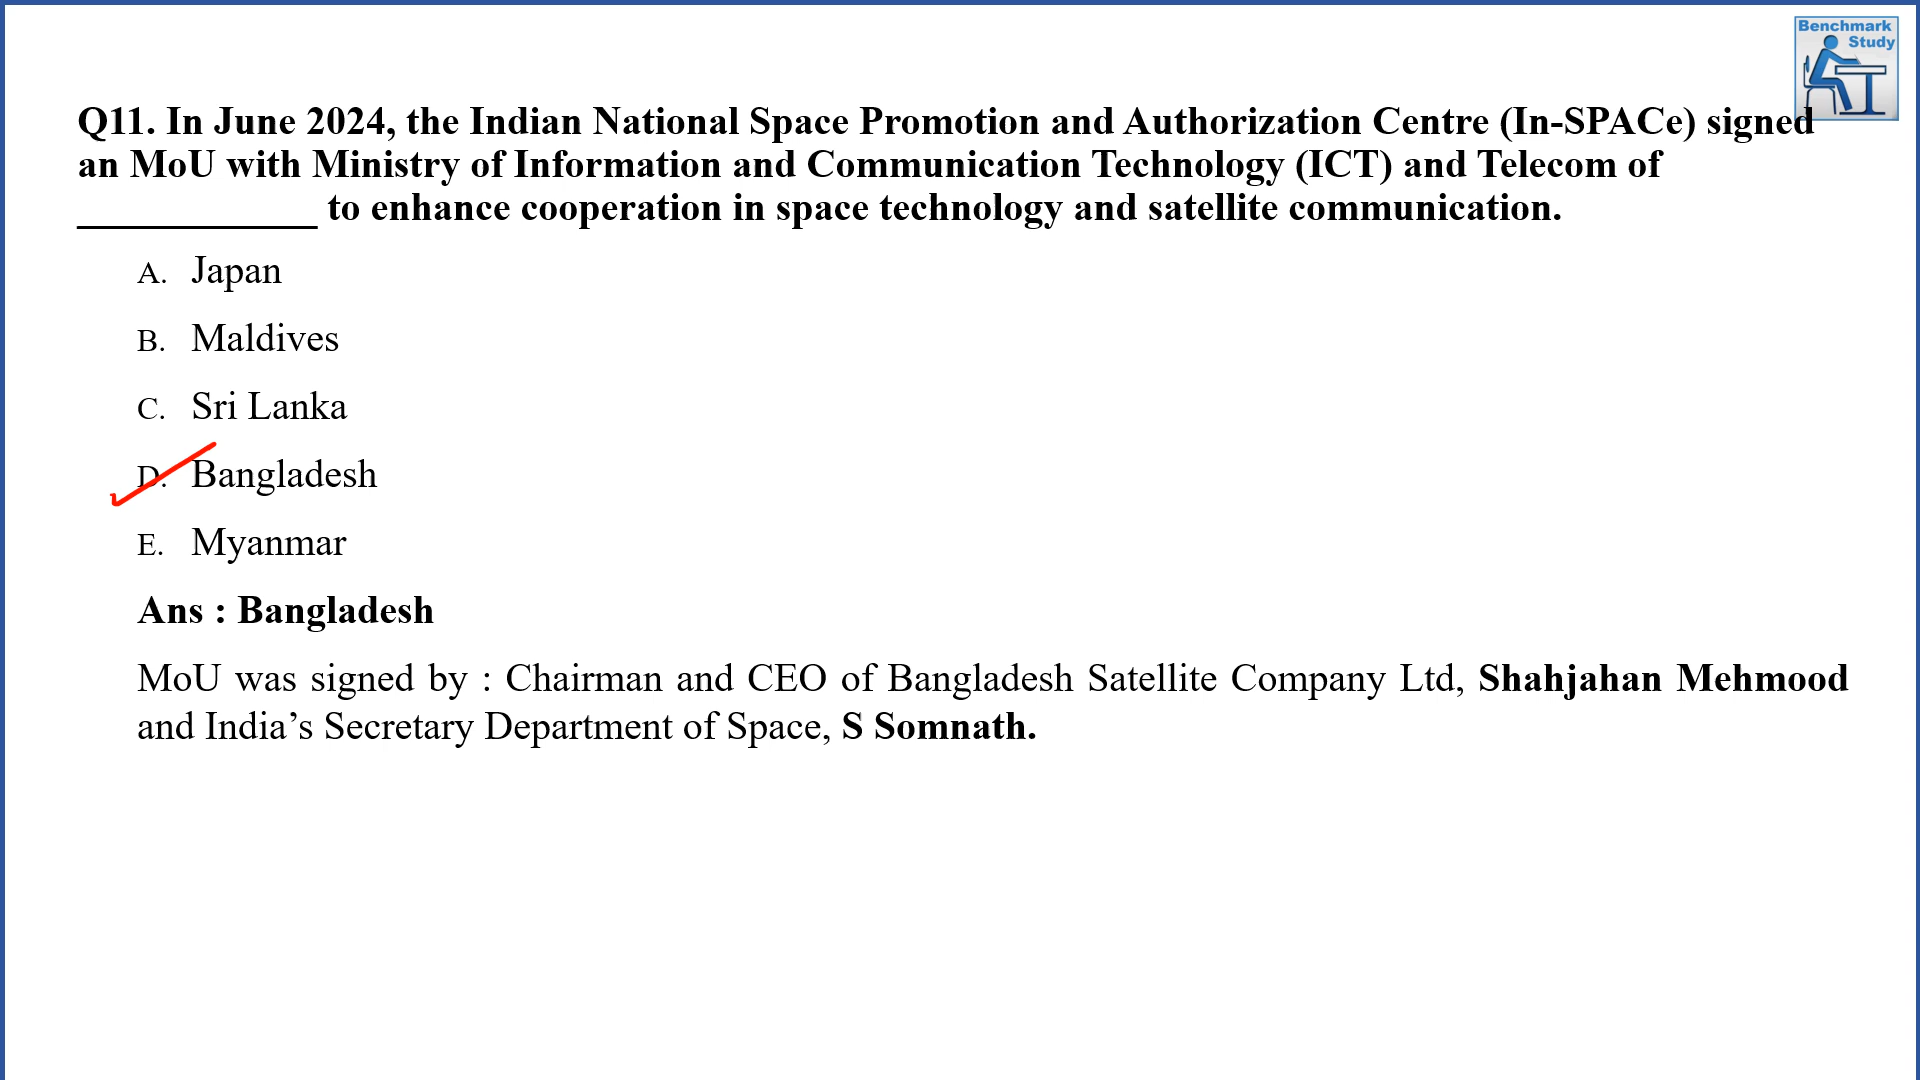 Benchmark
Study
Q11. In June 2024, the Indian National Space Promotion and Authorization Centre (In-SPACe) signed
an MoU with Ministry of Information and Communication Technology (ICT) and Telecom of
____________ to enhance cooperation in space technology and satellite communication.
A. Japan
B. Maldives
C. Sri Lanka
D. Bangladesh
E. Myanmar
Ans : Bangladesh
MoU was signed by : Chairman and CEO of Bangladesh Satellite Company Ltd, Shahjahan Mehmood
and India’s Secretary Department of Space, S Somnath.